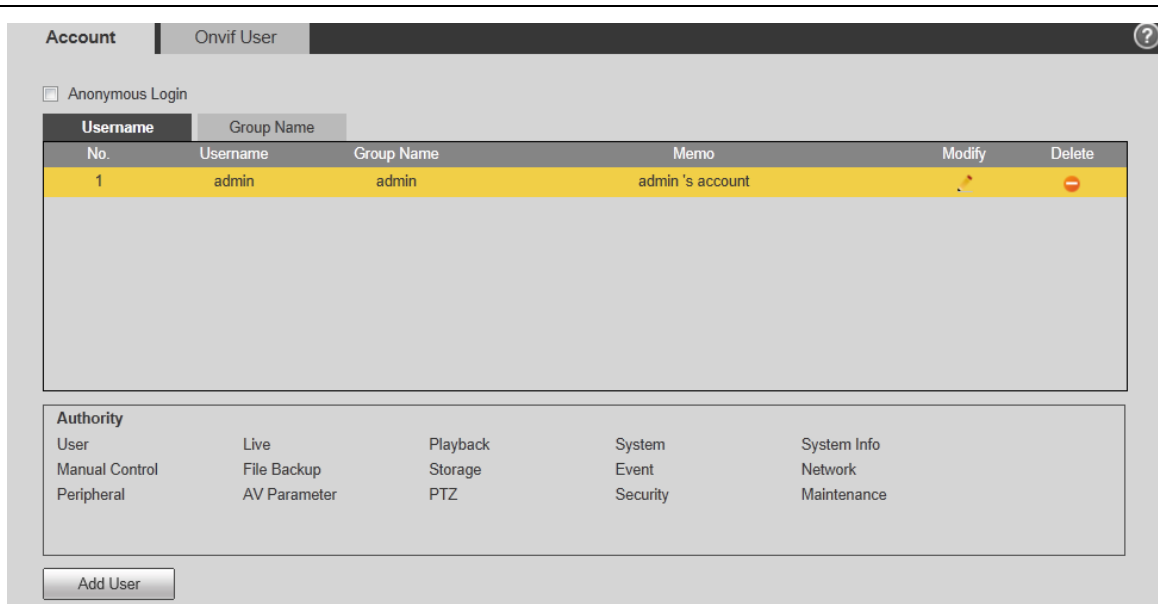 Account Onvif User ?
Anonymous Login
Username Group Name
No. Username Group Name Memo Modify Delete
1 admin admin admin 's account
Authority
User Live Playback System System Info
Manual Control File Backup Storage Event Network
Peripheral AV Parameter PTZ Security Maintenance
Add User